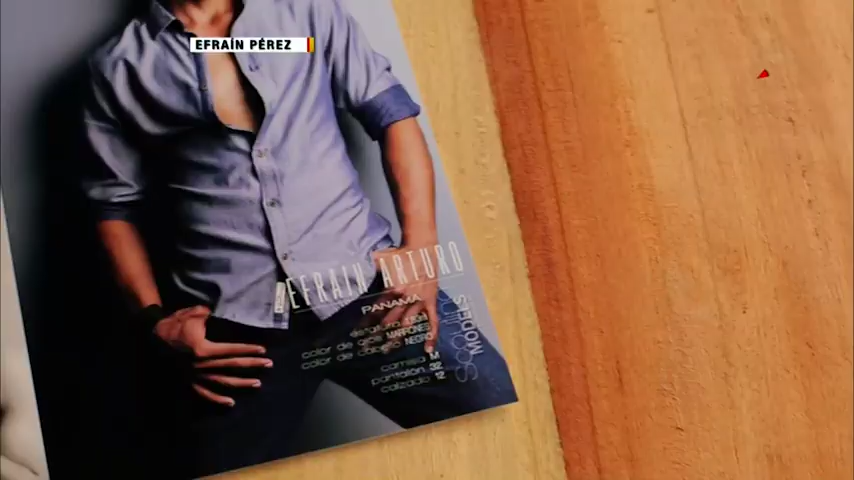 EFRAÍN PÉREZ
EFRAIN ARTURO
PANAMA
estatura
color de ojos MARRONES
color de cabello NEGRO
camisa M
pantalón 32
calzado 12
MODELS